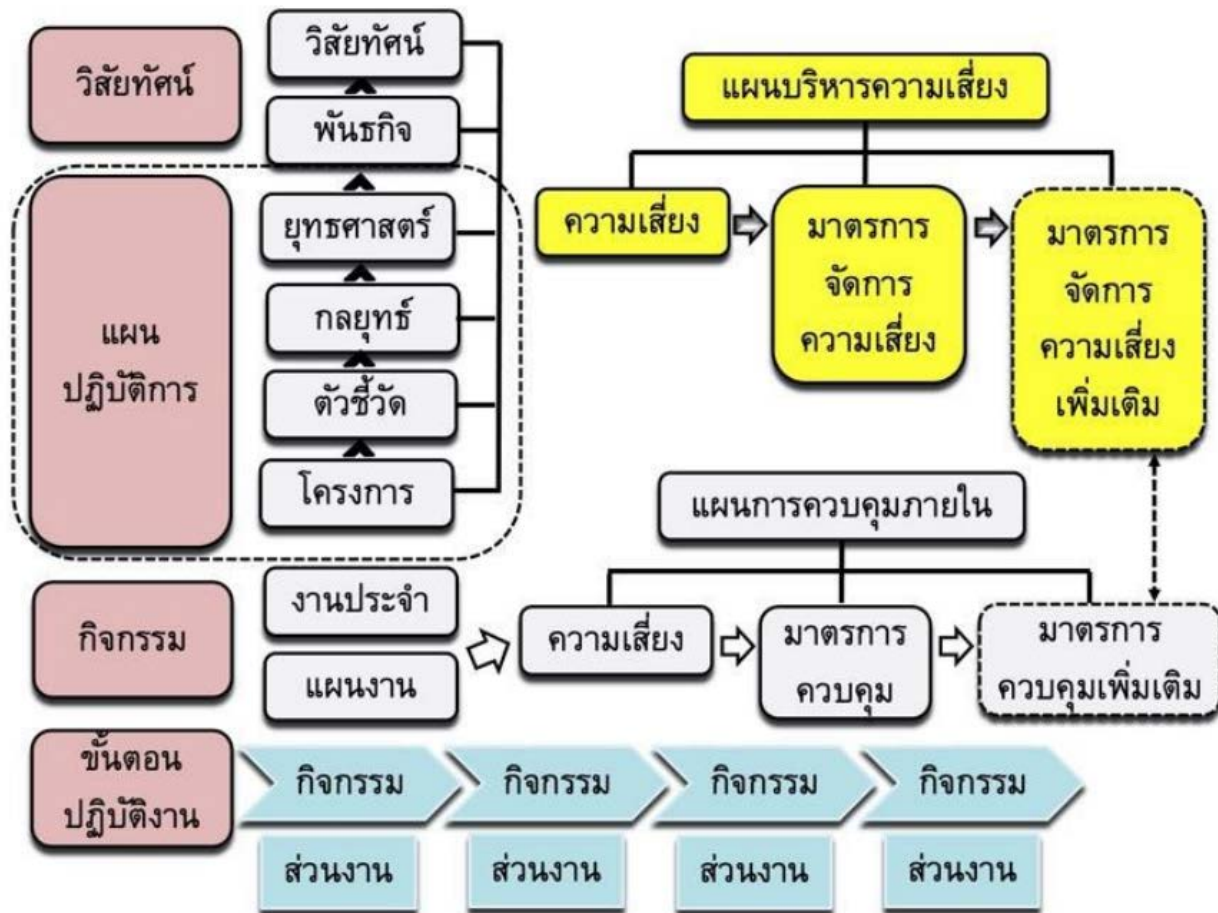 วิสัยทัศน์
วิสัยทัศน์
พันธกิจ
แผน
ปฏิบัติการ
ยุทธศาสตร์
กลยุทธ์
ตัวชี้วัด
โครงการ
แผนบริหารความเสี่ยง
ความเสี่ยง
มาตรการ
จัดการ
ความเสี่ยง
มาตรการ
จัดการ
ความเสี่ยง
เพิ่มเติม
แผนการควบคุมภายใน
กิจกรรม
งานประจำ
แผนงาน
ความเสี่ยง
มาตรการ
ควบคุม
มาตรการ
ควบคุมเพิ่มเติม
ขั้นตอน
ปฏิบัติงาน
กิจกรรม
กิจกรรม
กิจกรรม
กิจกรรม
ส่วนงาน
ส่วนงาน
ส่วนงาน
ส่วนงาน